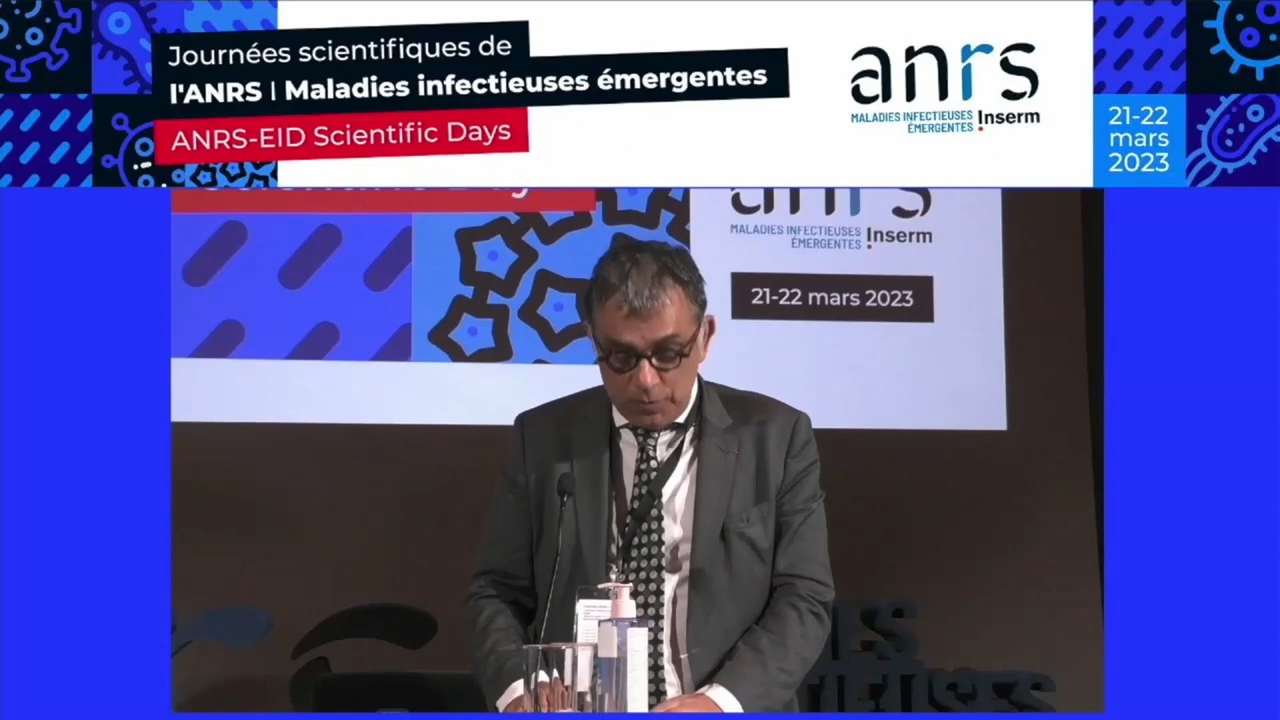 Journées scientifiques de
l'ANRS | Maladies infectieuses émergentes
ANRS-EID Scientific Days
anrs
MALADIES INFECTIEUSES
ÉMERGENTES Inserm
21-22
mars
2023
anrs
MALADIES INFECTIEUSES
ÉMERGENTES Inserm
21-22 mars 2023